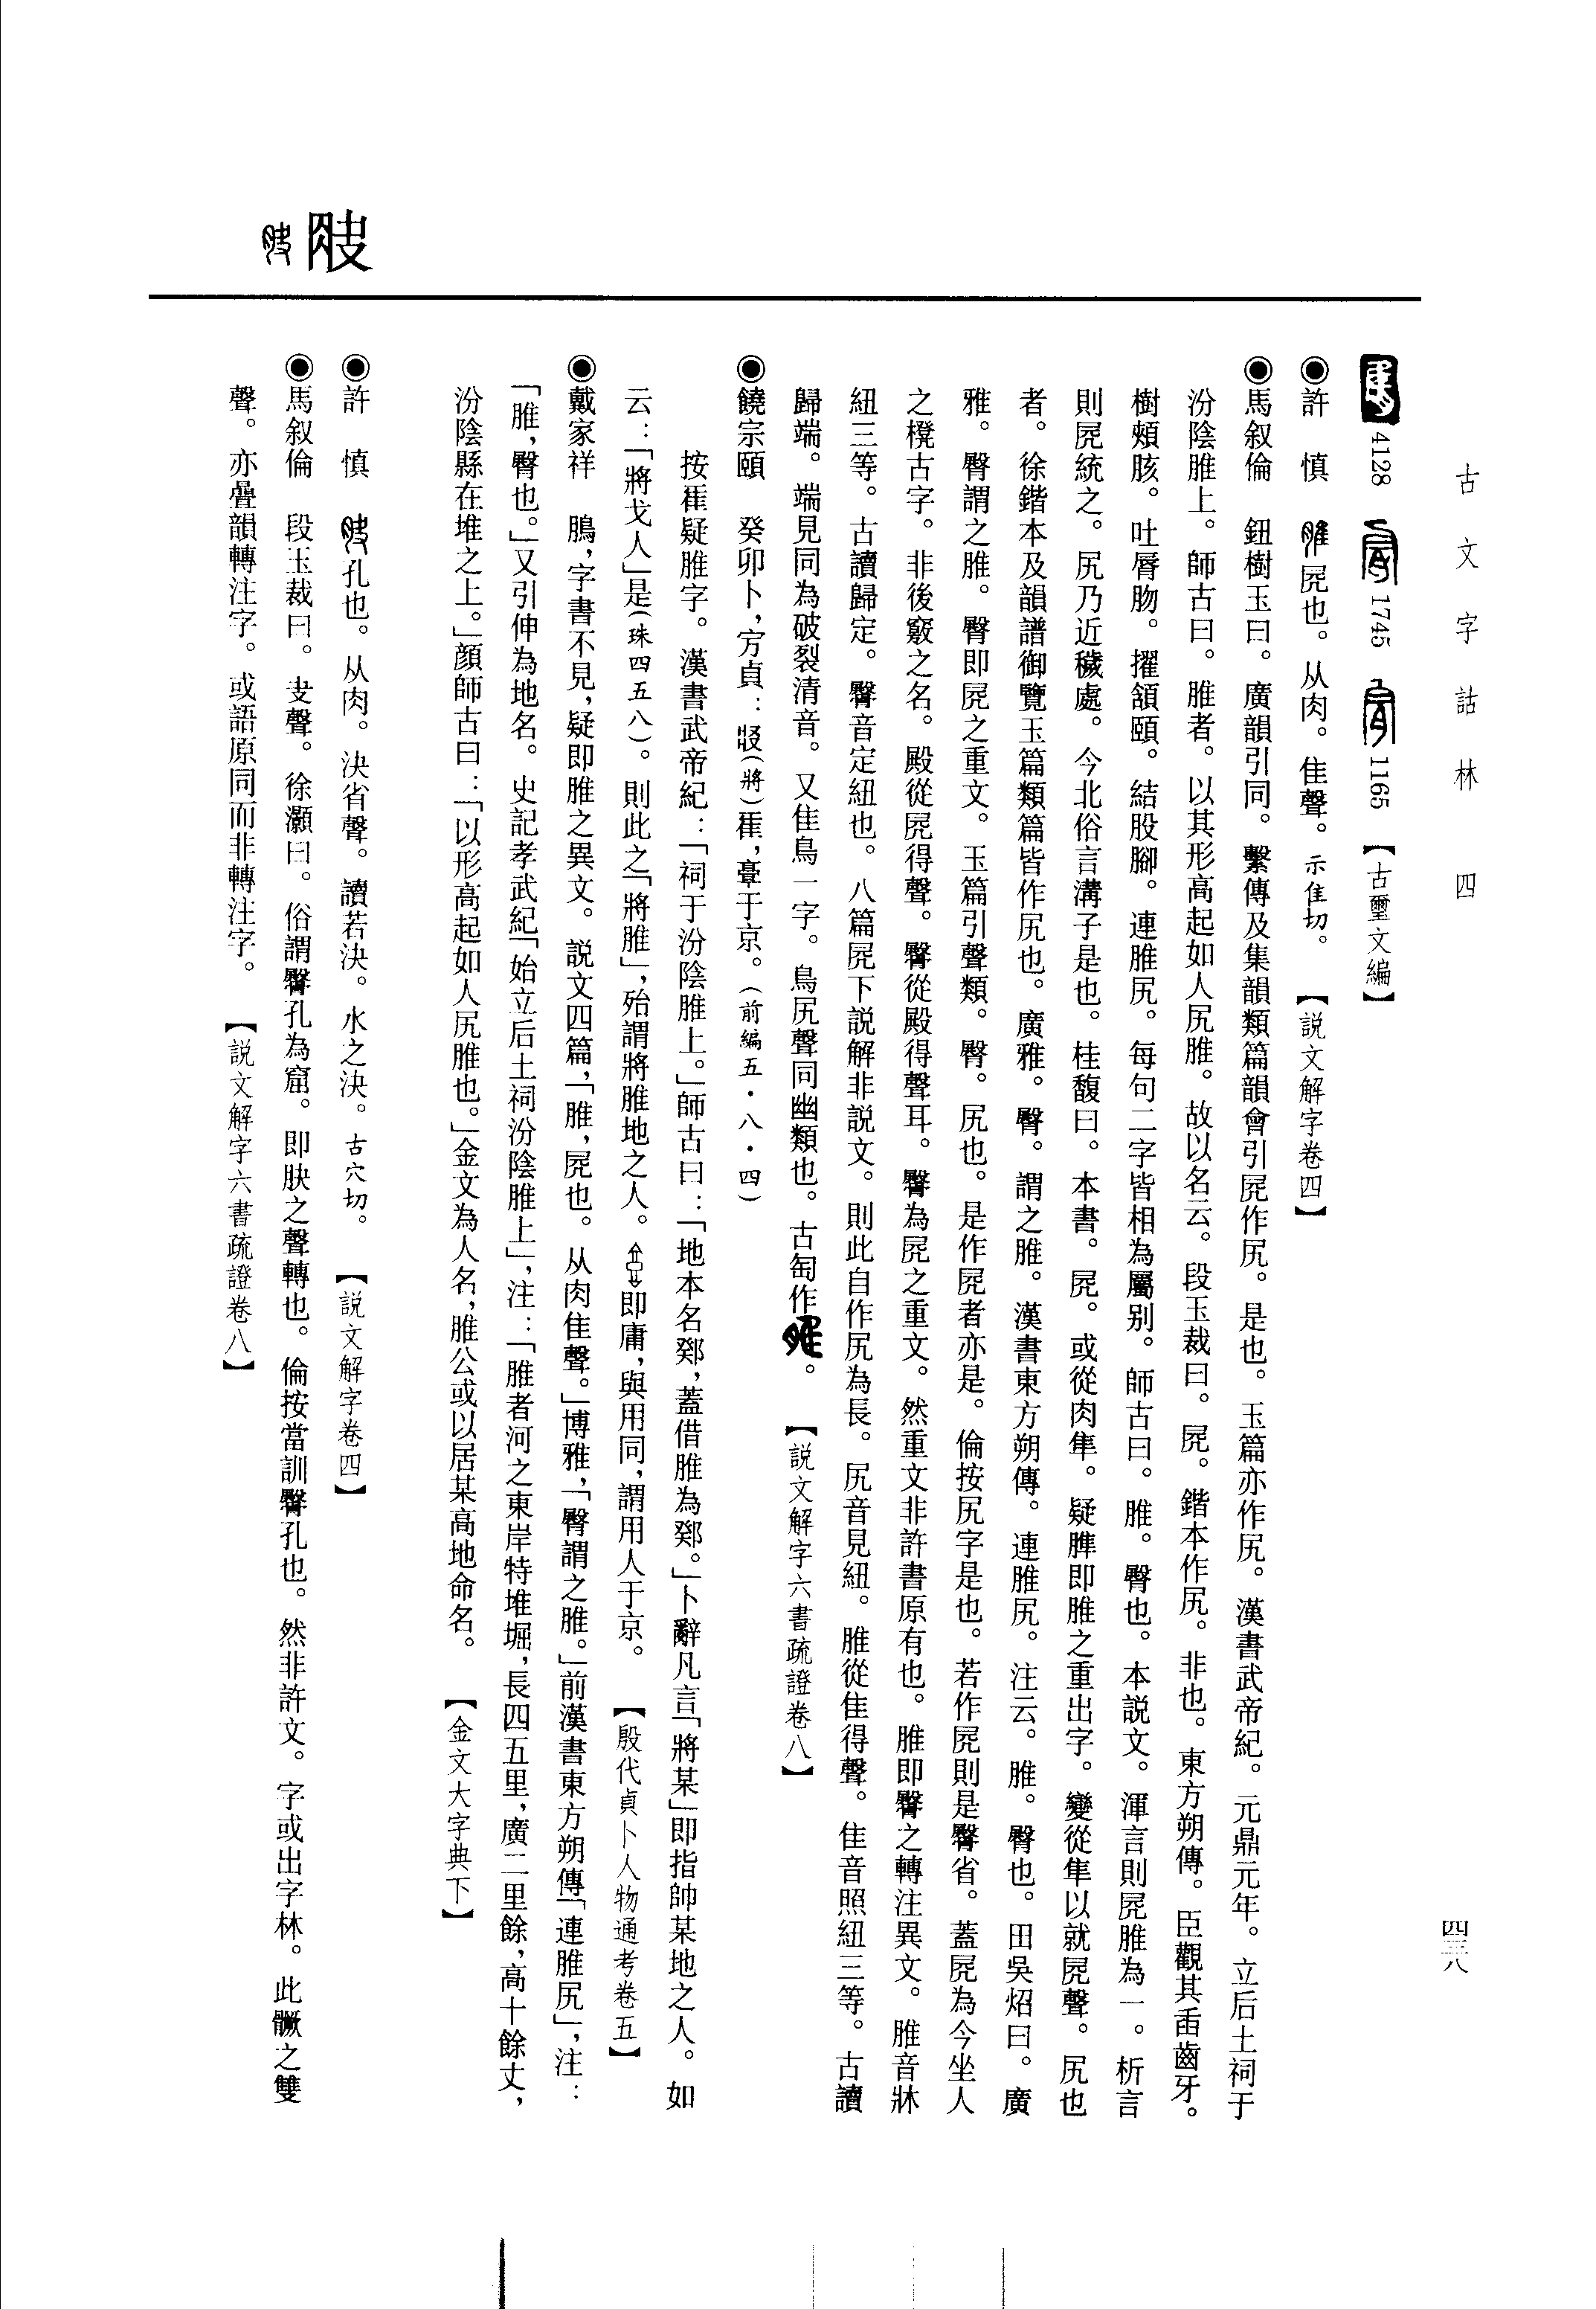 古文字詁林　四
四三八
4128　1745　1165【古璽文編】
◉許　慎　屍也。从肉。隹聲。示隹切。【説文解字卷四】
◉馬叙倫　鈕樹玉曰。廣韻引同。繫傳及集韻類篇韻會引屍作尻。是也。玉篇亦作尻。漢書武帝紀。元鼎元年。立后土祠于
汾陰脽上。師古曰。脽者。以其形高起如人尻脽。故以名云。段玉裁曰。屍。鍇本作尻。非也。東方朔傳。臣觀其臿齒牙。
樹頰胲。吐脣肳。擢頷頤。結股腳。連脽尻。每句二字皆相為屬别。師古曰。脽。臀也。本説文。渾言則屍脽為一。析言
則屍統之。尻乃近穢處。今北俗言溝子是也。桂馥曰。本書。屍。或從肉隼。疑脽即脽之重出字。變從隼以就屍聲。尻也
者。徐鍇本及韻譜御覽玉篇類篇皆作尻也。廣雅。臀。謂之脽。漢書東方朔傳。連脽尻。注云。脽。臀也。田吳炤曰。廣
雅。臀謂之脽。臀即屍之重文。玉篇引聲類。臀。尻也。是作屍者亦是。倫按尻字是也。若作屍則是臀省。蓋屍為今坐人
之櫈古字。非後竅之名。殿從屍得聲。臀從殿得聲耳。臀為屍之重文。然重文非許書原有也。脽即臀之轉注異文。脽音牀
紐三等。古讀歸定。臀音定紐也。八篇屍下説解非説文。則此自作尻為長。尻音見紐。脽從隹得聲。隹音照紐三等。古讀
歸端。端見同為破裂清音。又隹鳥一字。鳥尻聲同幽類也。古匋作。【説文解字六書疏證卷八】
◉饒宗頤　癸卯卜，㱿貞：（將）雈，于京。（前編五・八・四）
按雈疑脽字。漢書武帝紀：「祠于汾陰脽上。」師古曰：「地本名鄈，蓋借脽為鄈。」卜辭凡言「將某」即指帥某地之人。如
云：「將戈人」是（珠四五八）。則此之「將脽」，殆謂將脽地之人。即庸，與用同，謂用人于京。【殷代貞卜人物通考卷五】
◉戴家祥　鵰，字書不見，疑即脽之異文。説文四篇，「脽，屍也。从肉隹聲。」博雅，「臀謂之脽。」前漢書東方朔傳「連脽尻」，注：
「脽，臀也。」又引伸為地名。史記孝武紀「始立后土祠汾陰脽上」，注：「脽者河之東岸特堆堀，長四五里，廣二里餘，高十餘丈，
汾陰縣在堆之上。」顔師古曰：「以形高起如人尻脽也。」金文為人名，脽公或以居某高地命名。【金文大字典下】
◉許　慎　孔也。从肉。決省聲。讀若決。水之決。古穴切。【説文解字卷四】
◉馬叙倫　段玉裁曰。叏聲。徐灝曰。俗謂臀孔為窟。即胦之聲轉也。倫按當訓臀孔也。然非許文。字或出字林。此髕之雙
聲。亦疊韻轉注字。或語原同而非轉注字。【説文解字六書疏證卷八】